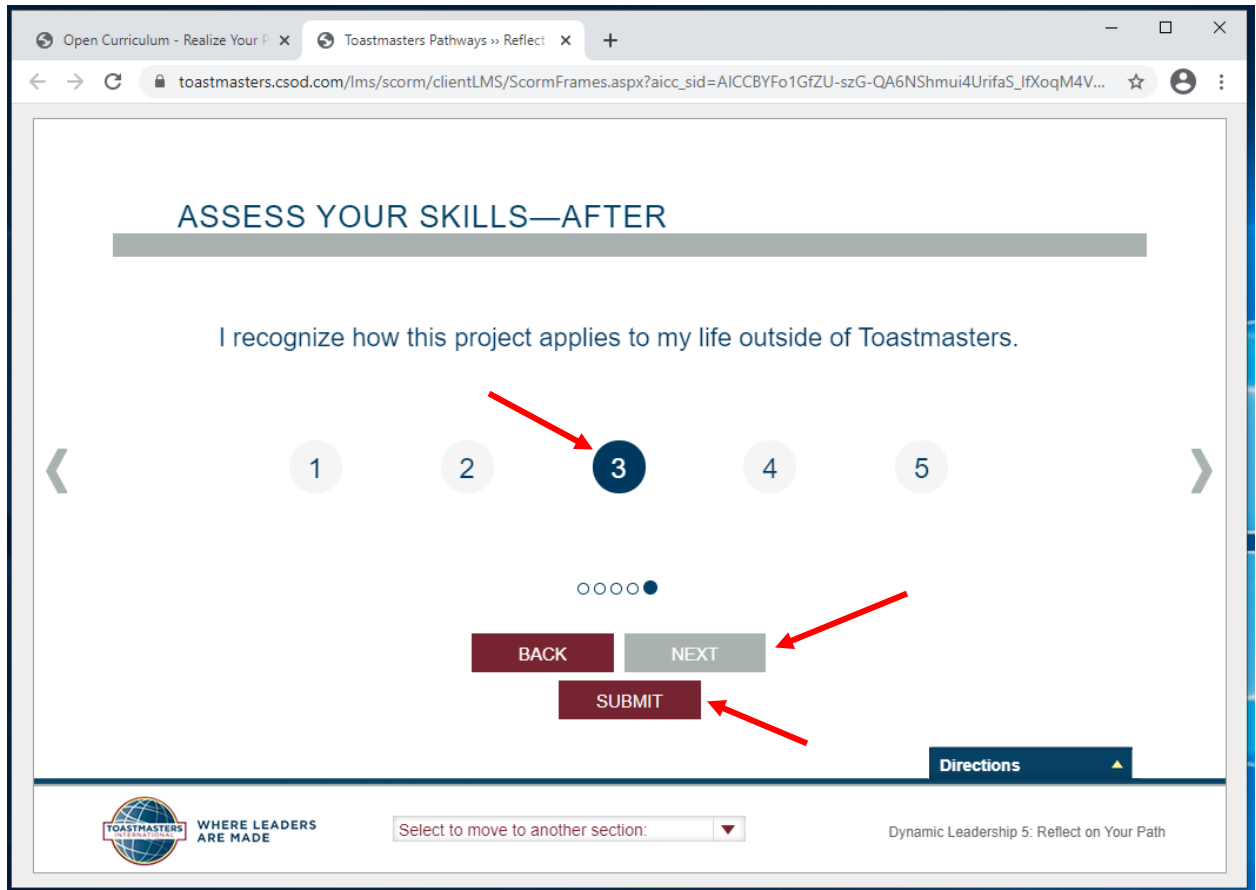 Open Curriculum - Realize Your P
Toastmasters Pathways ›› Reflect
toastmasters.csod.com/lms/scorm/clientLMS/ScormFrames.aspx?aicc_sid=AICCBYFo1GfZU-szG-QA6NShmui4UrifaS_lfXoqM4V...
ASSESS YOUR SKILLS—AFTER
I recognize how this project applies to my life outside of Toastmasters.
1 2 3 4 5
BACK NEXT
SUBMIT
Directions
TOASTMASTERS
INTERNATIONAL
WHERE LEADERS
ARE MADE
Select to move to another section:
Dynamic Leadership 5: Reflect on Your Path